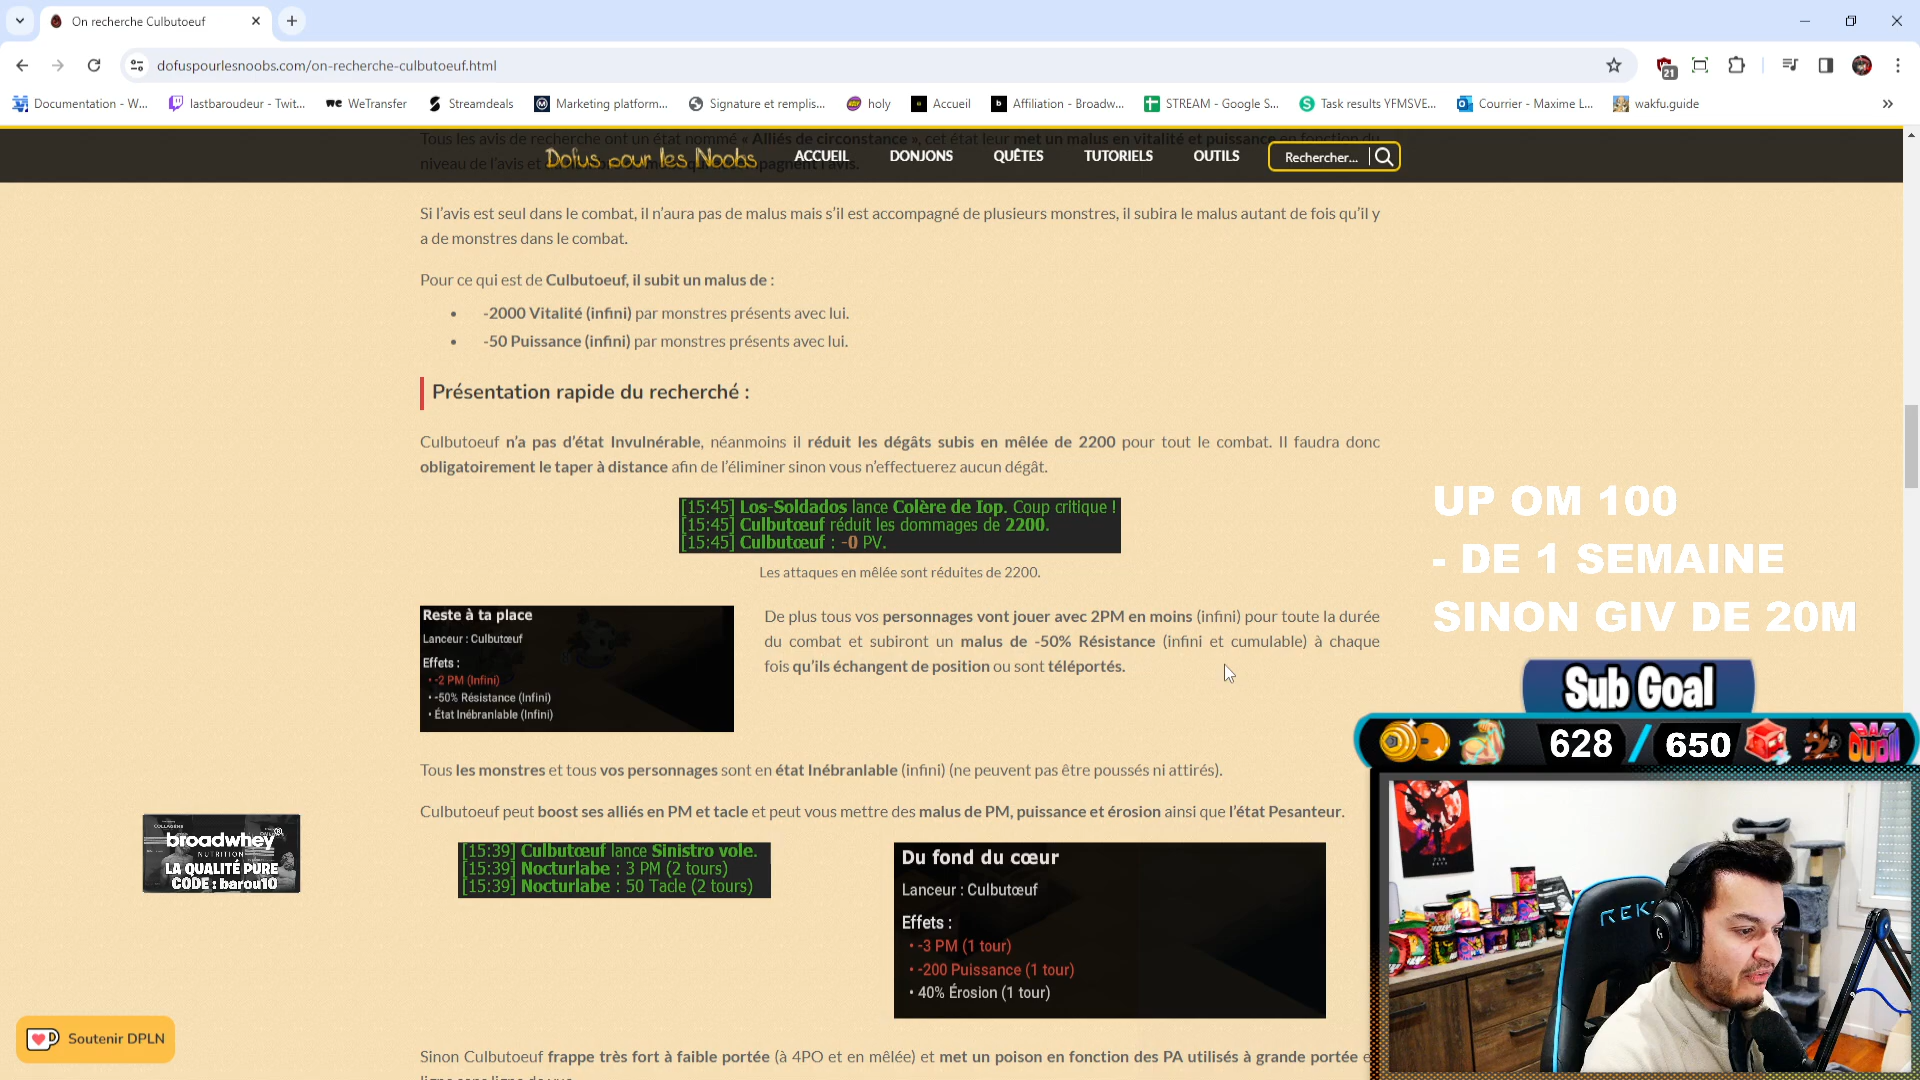 On recherche Culbutoeuf
dofuspourlesnoobs.com/on-recherche-culbutoeuf.html
21
Documentation - W...
lastbaroudeur - Twit...
we WeTransfer
Streamdeals
Marketing platform...
Signature et remplis...
holy
Accueil
b Affiliation - Broadw...
STREAM - Google S...
Task results YFMSVE...
Courrier - Maxime L...
wakfu.guide
Tous les avis de recherche ont un état nommé « Alliés de circonstance », cet état leur met un malus en vitalité et puissance en fonction du
niveau de l'avis et
Dofus pour les Noobs
ACCUEIL
DONJONS
QUÊTES
TUTORIELS
OUTILS
Rechercher...
Si l'avis est seul dans le combat, il n'aura pas de malus mais s'il est accompagné de plusieurs monstres, il subira le malus autant de fois qu'il y
a de monstres dans le combat.
Pour ce qui est de Culbutoeuf, il subit un malus de :
• -2000 Vitalité (infini) par monstres présents avec lui.
• -50 Puissance (infini) par monstres présents avec lui.
Présentation rapide du recherché :
Culbutoeuf n'a pas d'état Invulnérable, néanmoins il réduit les dégâts subis en mêlée de 2200 pour tout le combat. Il faudra donc
obligatoirement le taper à distance afin de l'éliminer sinon vous n'effectuerez aucun dégât.
[15:45] Los-Soldados lance Colère de Iop. Coup critique !
[15:45] Culbutœuf réduit les dommages de 2200.
[15:45] Culbutœuf : -0 PV.
Les attaques en mêlée sont réduites de 2200.
Reste à ta place
Lanceur : Culbutœuf
Effets :
• -2 PM (Infini)
• -50% Résistance (Infini)
• État Inébranlable (Infini)
De plus tous vos personnages vont jouer avec 2PM en moins (infini) pour toute la durée
du combat et subiront un malus de -50% Résistance (infini et cumulable) à chaque
fois qu'ils échangent de position ou sont téléportés.
Tous les monstres et tous vos personnages sont en état Inébranlable (infini) (ne peuvent pas être poussés ni attirés).
Culbutoeuf peut boost ses alliés en PM et tacle et peut vous mettre des malus de PM, puissance et érosion ainsi que l'état Pesanteur.
[15:39] Culbutœuf lance Sinistro vole.
[15:39] Nocturlabe : 3 PM (2 tours)
[15:39] Nocturlabe : 50 Tacle (2 tours)
Du fond du cœur
Lanceur : Culbutœuf
Effets :
• -3 PM (1 tour)
• -200 Puissance (1 tour)
• 40% Érosion (1 tour)
Sinon Culbutoeuf frappe très fort à faible portée (à 4PO et en mêlée) et met un poison en fonction des PA utilisés à grande portée
UP OM 100
- DE 1 SEMAINE
SINON GIV DE 20M
Sub Goal
628 / 650
REK
broadwhey
NUTRITION
LA QUALITÉ PURE
CODE : barou10
Soutenir DPLN